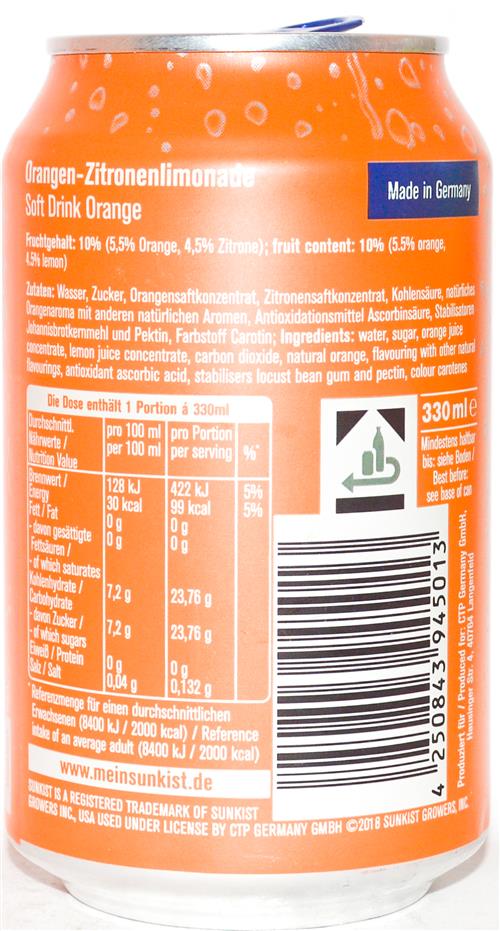 Orangen-Zitronenlimonade
Soft Drink Orange
Made in Germany
Fruchtgehalt: 10% (5,5% Orange, 4,5% Zitrone); fruit content: 10% (5.5% orange,
4.5% lemon)
Zutaten: Wasser, Zucker, Orangensaftkonzentrat, Zitronensaftkonzentrat, Kohlensäure, natürliches
Orangenaroma mit anderen natürlichen Aromen, Antioxidationsmittel Ascorbinsäure, Stabilisatoren
Johannisbrotkernmehl und Pektin, Farbstoff Carotin; Ingredients: water, sugar, orange juice
concentrate, lemon juice concentrate, carbon dioxide, natural orange, flavouring with other natural
flavourings, antioxidant ascorbic acid, stabilisers locust bean gum and pectin, colour carotenes
Die Dose enthält 1 Portion á 330ml
Durchschnittl. Nährwerte / Nutrition Value
pro 100 ml per 100 ml
pro Portion per serving
%*
Brennwert / Energy 128 kJ 422 kJ 5%
30 kcal 99 kcal 5%
Fett / Fat 0 g 0 g
- davon gesättigte Fettsäuren / - of which saturates 0 g 0 g
Kohlenhydrate / Carbohydrate 7,2 g 23,76 g
- davon Zucker / - of which sugars 7,2 g 23,76 g
Eiweiß / Protein 0 g 0 g
Salz / Salt 0,04 g 0,132 g
*Referenzmenge für einen durchschnittlichen
Erwachsenen (8400 kJ / 2000 kcal) / Reference
intake of an average adult (8400 kJ / 2000 kcal)
www.meinsunkist.de
SUNKIST IS A REGISTERED TRADEMARK OF SUNKIST
GROWERS INC., USA USED UNDER LICENSE BY CTP GERMANY GMBH ©2018 SUNKIST GROWERS, INC.
330 ml e
Mindestens haltbar
bis: siehe Boden /
Best before:
see base of can
4 250843 945013
Produziert für / Produced for: CTP Germany GmbH,
Hausinger Str. 4, 40764 Langenfeld